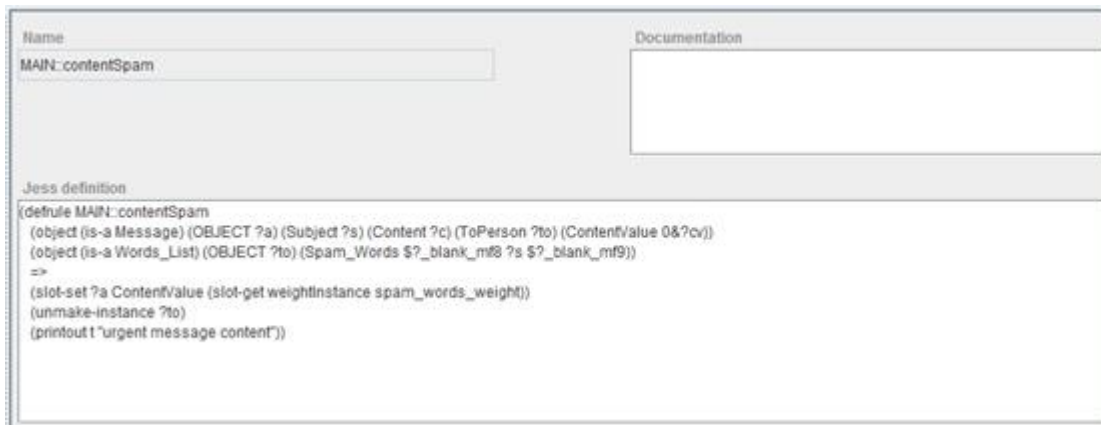 Name
Documentation
MAIN::contentSpam
Jess definition
(defrule MAIN::contentSpam
(object (is-a Message) (OBJECT ?a) (Subject ?s) (Content ?c) (ToPerson ?to) (ContentValue 0&?cv))
(object (is-a Words_List) (OBJECT ?to) (Spam_Words $?_blank_mf8 ?s $?_blank_mf9))
=>
(slot-set ?a ContentValue (slot-get weightInstance spam_words_weight))
(unmake-instance ?to)
(printout t "urgent message content"))